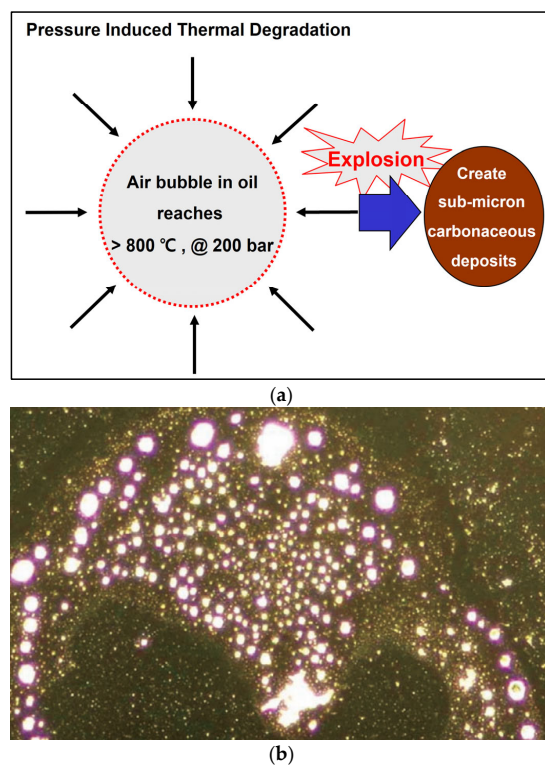 Pressure Induced Thermal Degradation
Air bubble in oil
reaches
> 800 ℃ , @ 200 bar
Explosion
Create
sub-micron
carbonaceous
deposits
(a)
(b)